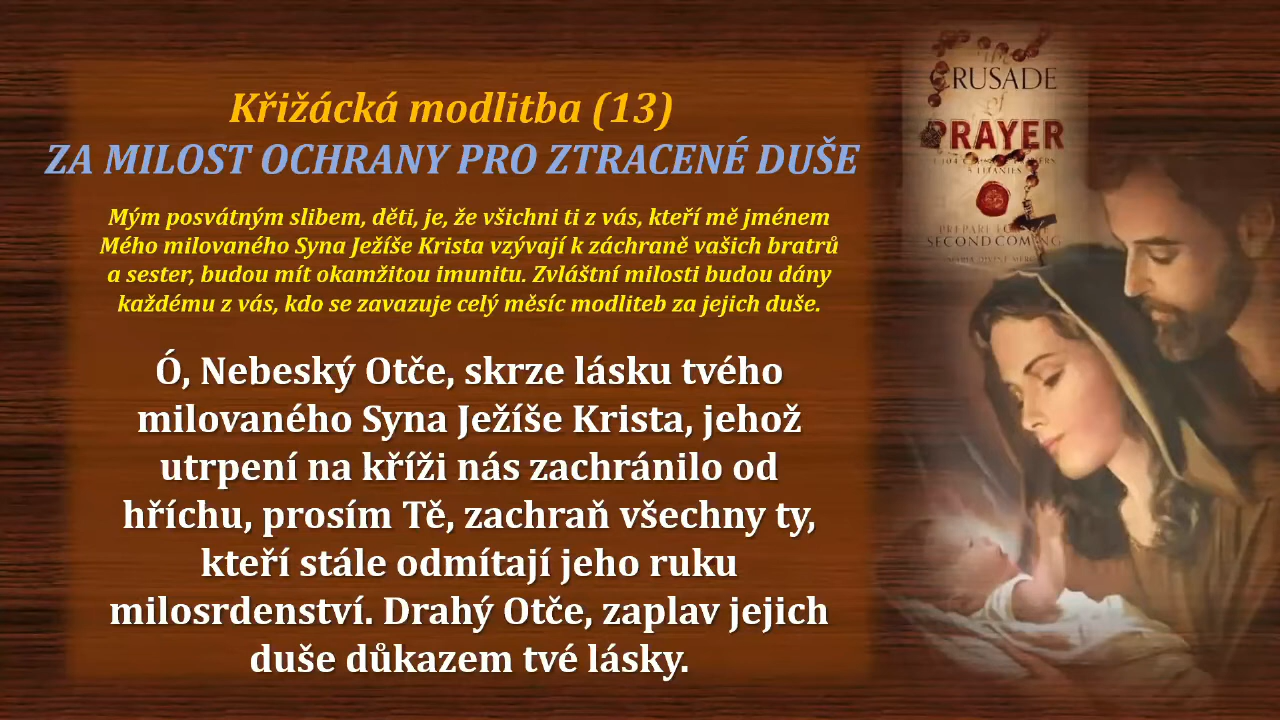 Křižácká modlitba (13)
ZA MILOST OCHRANY PRO ZTRACENÉ DUŠE
Mým posvátným slibem, děti, je, že všichni ti z vás, kteří mě jménem
Mého milovaného Syna Ježíše Krista vzývají k záchraně vašich bratrů
a sester, budou mít okamžitou imunitu. Zvláštní milosti budou dány
každému z vás, kdo se zavazuje celý měsíc modliteb za jejich duše.
Ó, Nebeský Otče, skrze lásku tvého
milovaného Syna Ježíše Krista, jehož
utrpení na kříži nás zachránilo od
hříchu, prosím Tě, zachraň všechny ty,
kteří stále odmítají jeho ruku
milosrdenství. Drahý Otče, zaplav jejich
duše důkazem tvé lásky.
CRUSADE
of
PRAYER
5 LITANIES
PREPARE
SECOND COMING